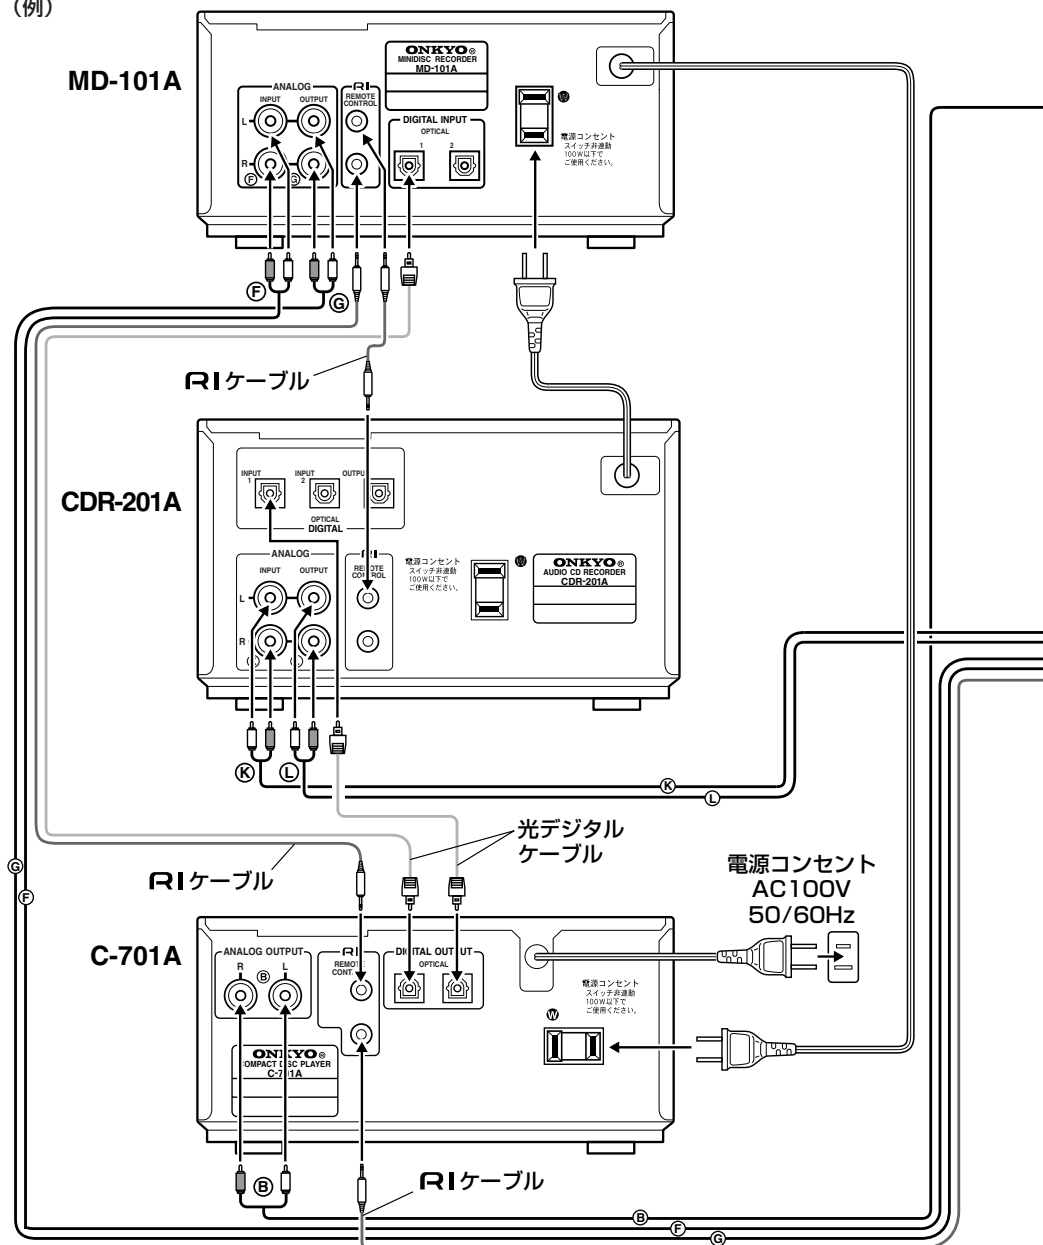 (例)
MD-101A
ONKYO®
MINIDISC RECORDER
MD-101A
ANALOG
INPUT OUTPUT
L
R
F G
RI
REMOTE
CONTROL
DIGITAL INPUT
OPTICAL
1 2
W
電源コンセント
スイッチ非連動
100W以下で
ご使用ください。
F
G
RIケーブル
CDR-201A
INPUT
1
INPUT
2
OUTPUT
OPTICAL
DIGITAL
ANALOG
INPUT OUTPUT
L
R
RI
REMOTE
CONTROL
電源コンセント
スイッチ非連動
100W以下で
ご使用ください。
W
ONKYO®
AUDIO CD RECORDER
CDR-201A
K
L
K
L
光デジタル
ケーブル
RIケーブル
G
F
電源コンセント
AC100V
50/60Hz
C-701A
ANALOG OUTPUT
R B L
RI
REMOTE
CONT
DIGITAL OUTPUT
OPTICAL
電源コンセント
スイッチ非連動
100W以下で
ご使用ください。
W
ONKYO®
COMPACT DISC PLAYER
C-701A
B
RIケーブル
B
F
G